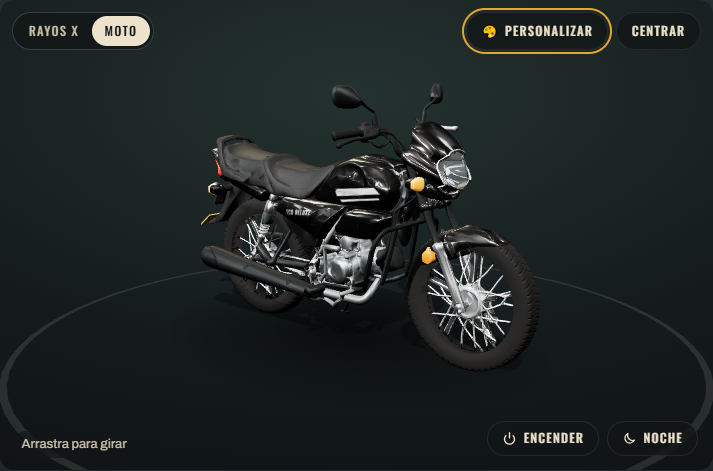 RAYOS X
MOTO
PERSONALIZAR
CENTRAR
Arrastra para girar
ENCENDER
NOCHE